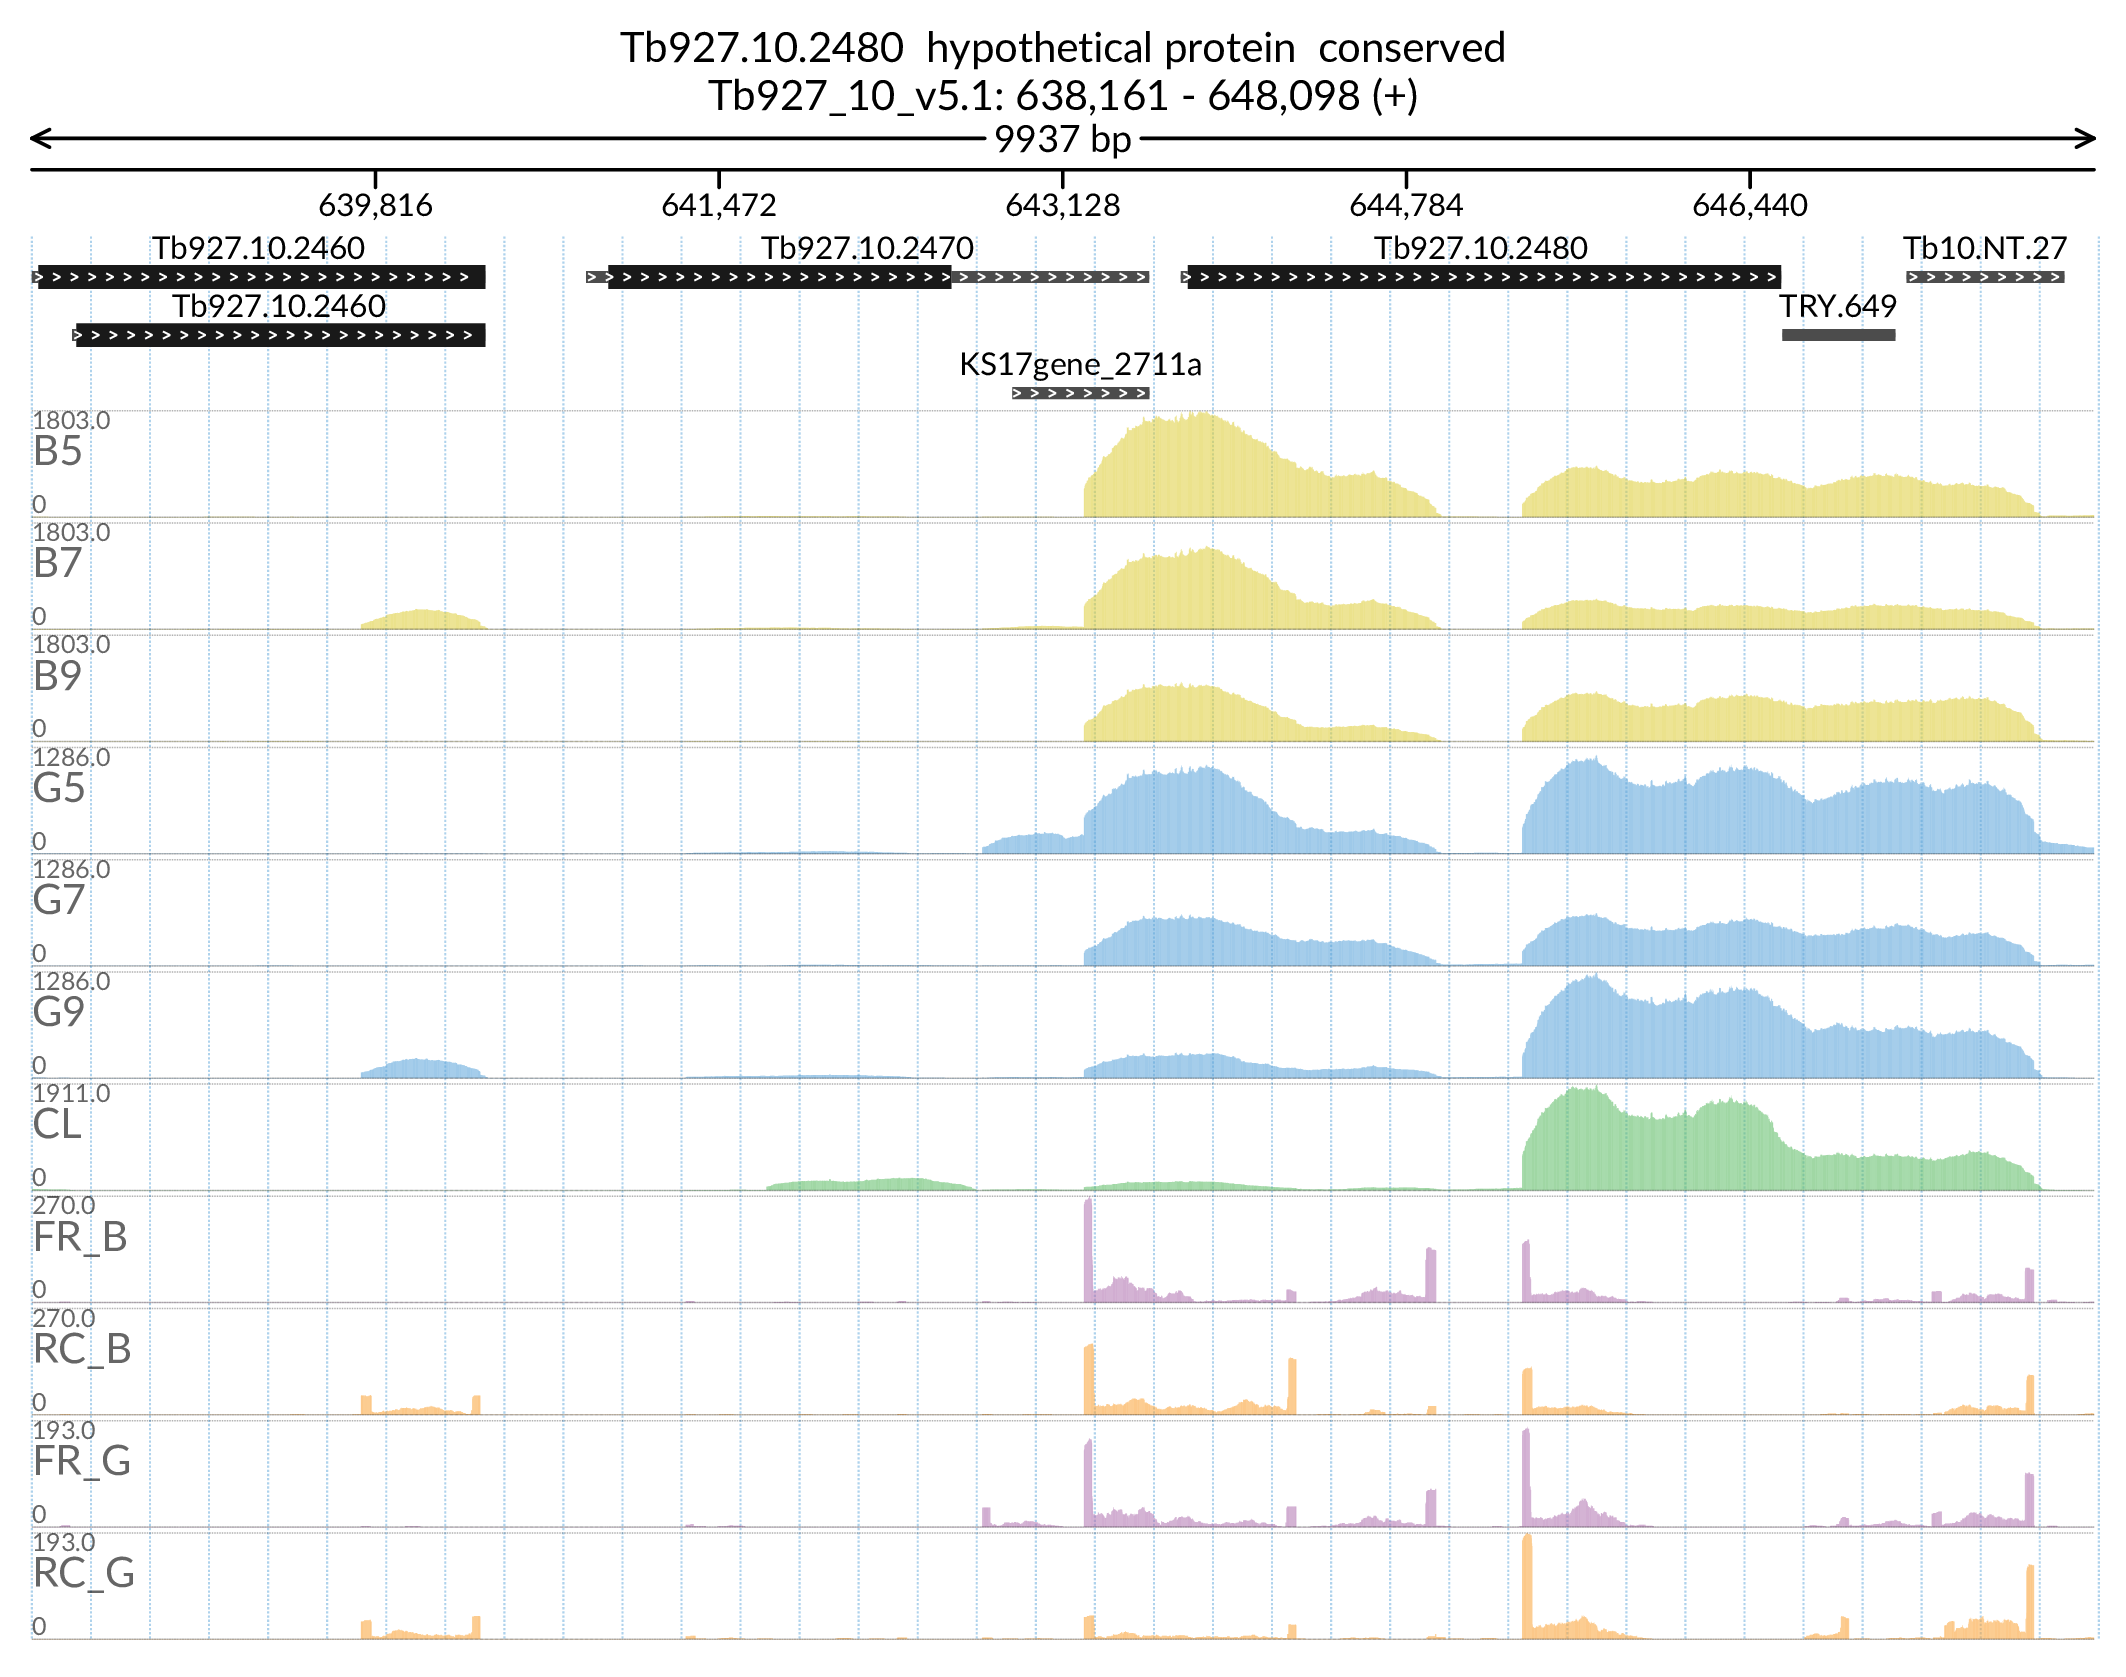 Tb927.10.2480  hypothetical protein  conserved
Tb927_10_v5.1: 638,161 - 648,098 (+)
9937 bp
639,816 641,472 643,128 644,784 646,440
Tb927.10.2460 Tb927.10.2470 Tb927.10.2480 Tb10.NT.27
Tb927.10.2460 TRY.649
KS17gene_2711a
1803.0
B5
0
1803.0
B7
0
1803.0
B9
0
1286.0
G5
0
1286.0
G7
0
1286.0
G9
0
1911.0
CL
0
270.0
FR_B
0
270.0
RC_B
0
193.0
FR_G
0
193.0
RC_G
0